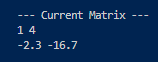 --- Current Matrix ---
1 4
-2.3 -16.7